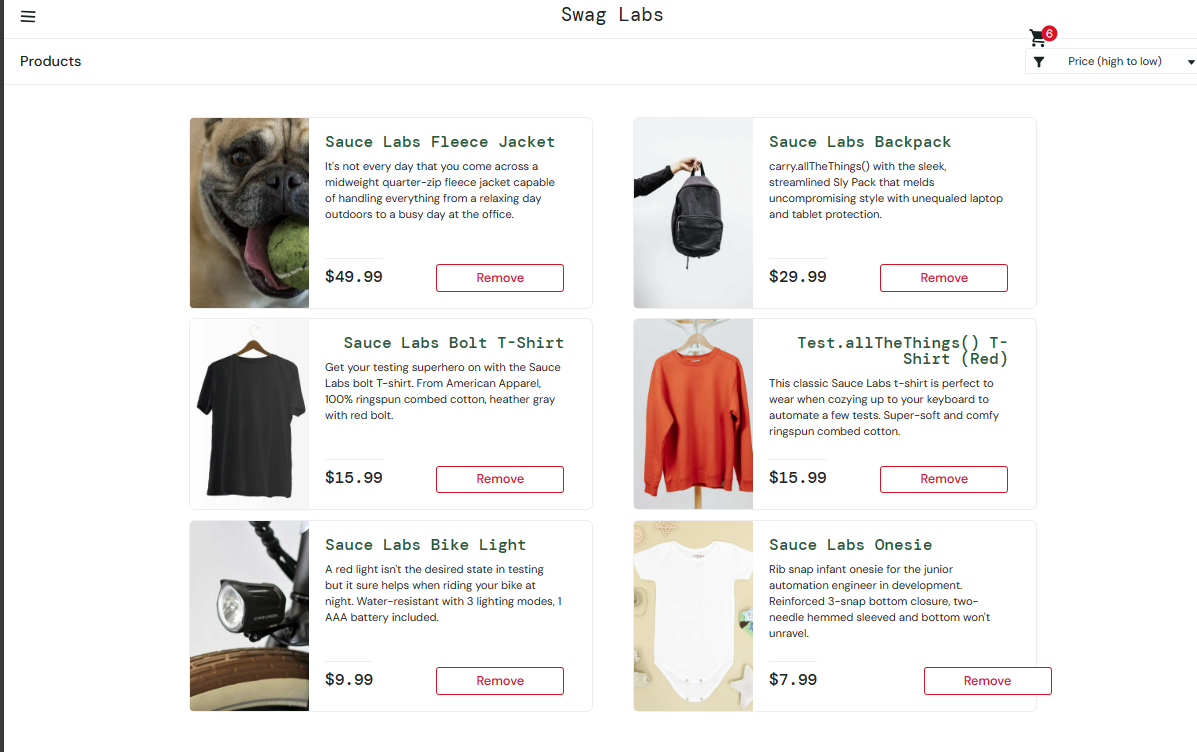 Swag Labs
6
Products
Price (high to low)
Sauce Labs Fleece Jacket
It's not every day that you come across a
midweight quarter-zip fleece jacket capable
of handling everything from a relaxing day
outdoors to a busy day at the office.
$49.99
Remove
Sauce Labs Backpack
carry.allTheThings() with the sleek,
streamlined Sly Pack that melds
uncompromising style with unequaled laptop
and tablet protection.
$29.99
Remove
Sauce Labs Bolt T-Shirt
Get your testing superhero on with the Sauce
Labs bolt T-shirt. From American Apparel,
100% ringspun combed cotton, heather gray
with red bolt.
$15.99
Remove
Test.allTheThings() T-
Shirt (Red)
This classic Sauce Labs t-shirt is perfect to
wear when cozying up to your keyboard to
automate a few tests. Super-soft and comfy
ringspun combed cotton.
$15.99
Remove
Sauce Labs Bike Light
A red light isn't the desired state in testing
but it sure helps when riding your bike at
night. Water-resistant with 3 lighting modes, 1
AAA battery included.
$9.99
Remove
Sauce Labs Onesie
Rib snap infant onesie for the junior
automation engineer in development.
Reinforced 3-snap bottom closure, two-
needle hemmed sleeved and bottom won't
unravel.
$7.99
Remove